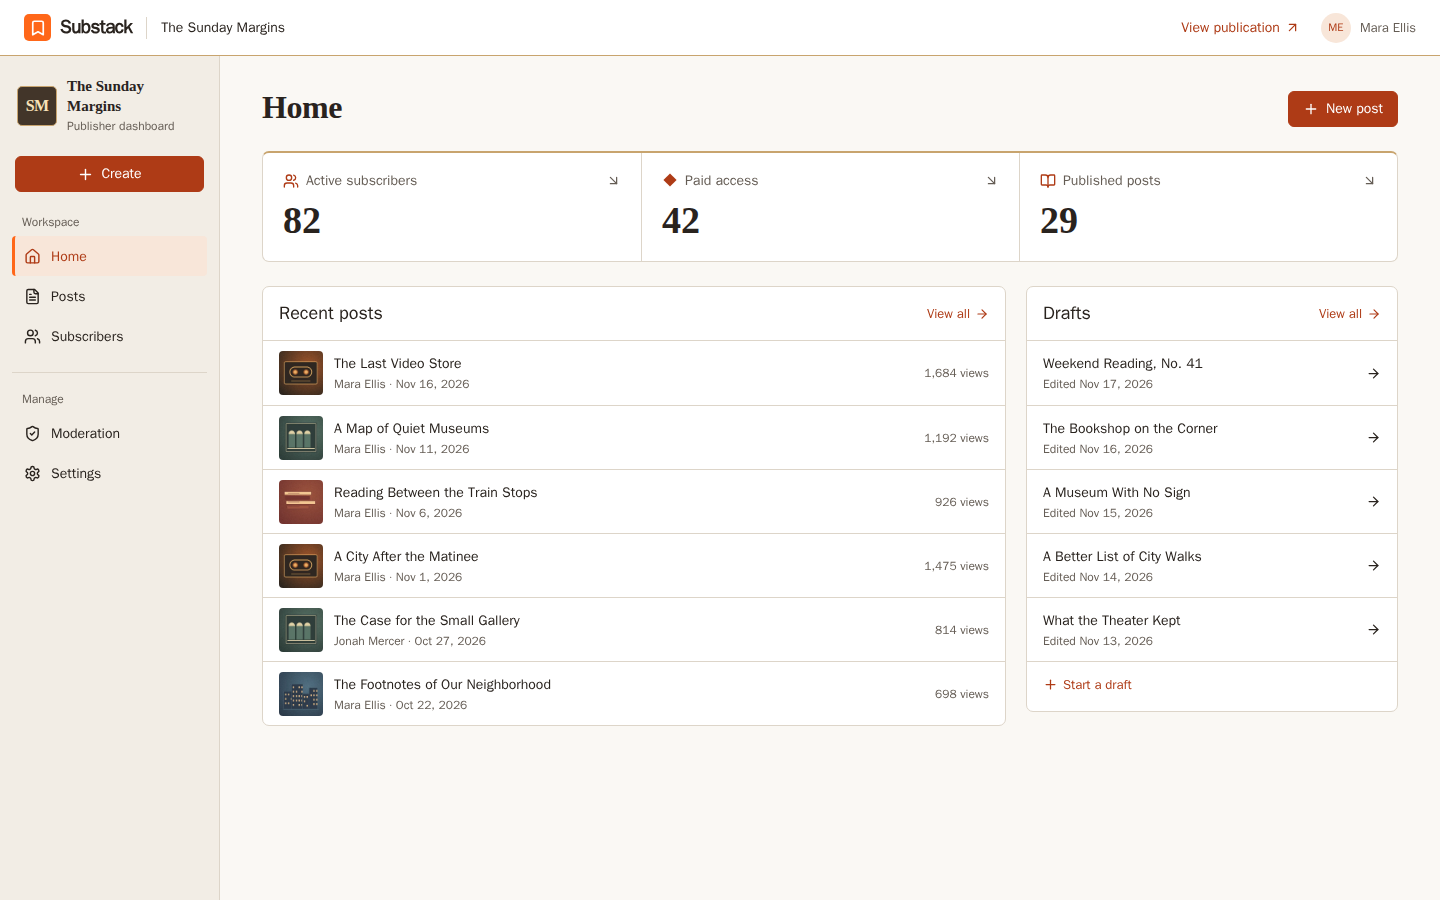 Substack
The Sunday Margins
View publication
ME
Mara Ellis
SM
The Sunday
Margins
Publisher dashboard
Create
Workspace
Home
Posts
Subscribers
Manage
Moderation
Settings
Home
New post
Active subscribers
82
Paid access
42
Published posts
29
Recent posts
View all
The Last Video Store
Mara Ellis · Nov 16, 2026
1,684 views
A Map of Quiet Museums
Mara Ellis · Nov 11, 2026
1,192 views
Reading Between the Train Stops
Mara Ellis · Nov 6, 2026
926 views
A City After the Matinee
Mara Ellis · Nov 1, 2026
1,475 views
The Case for the Small Gallery
Jonah Mercer · Oct 27, 2026
814 views
The Footnotes of Our Neighborhood
Mara Ellis · Oct 22, 2026
698 views
Drafts
View all
Weekend Reading, No. 41
Edited Nov 17, 2026
The Bookshop on the Corner
Edited Nov 16, 2026
A Museum With No Sign
Edited Nov 15, 2026
A Better List of City Walks
Edited Nov 14, 2026
What the Theater Kept
Edited Nov 13, 2026
Start a draft